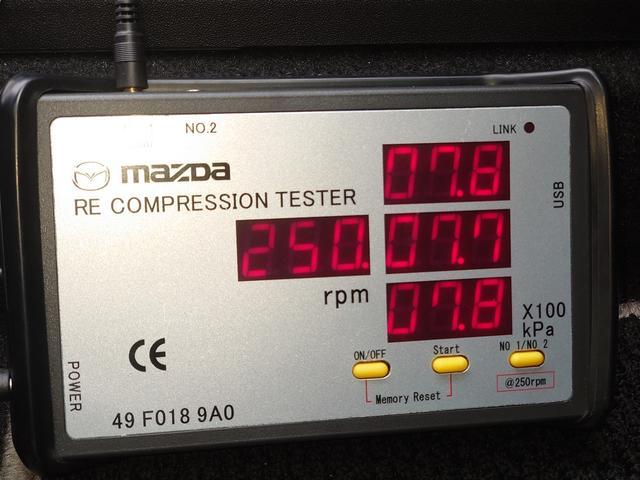 NO.2
LINK
mazda
RE COMPRESSION TESTER
USB
07.8
250.
07.7
07.8
rpm
X100
kPa
ON/OFF
Start
NO 1/NO 2
Memory Reset
@250rpm
CE
POWER
49 F018 9A0